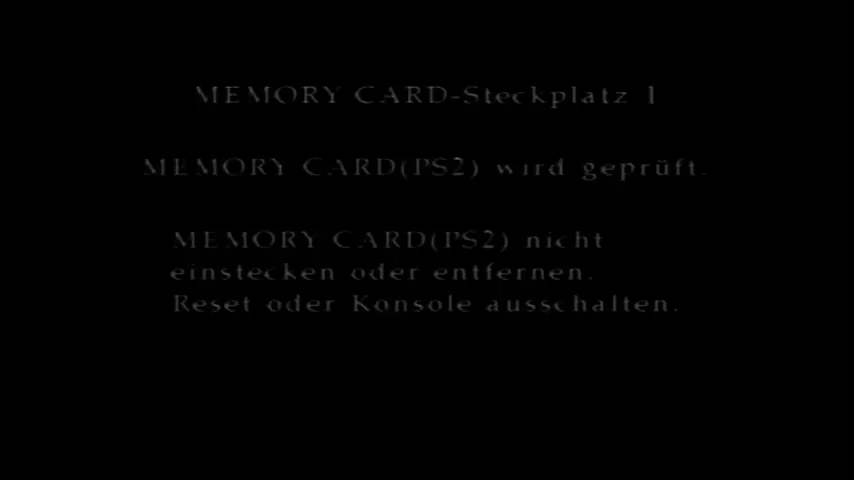 MEMORY CARD-Steckplatz 1
MEMORY CARD(PS2) wird geprüft.
MEMORY CARD(PS2) nicht
einstecken oder entfernen.
Reset oder Konsole ausschalten.